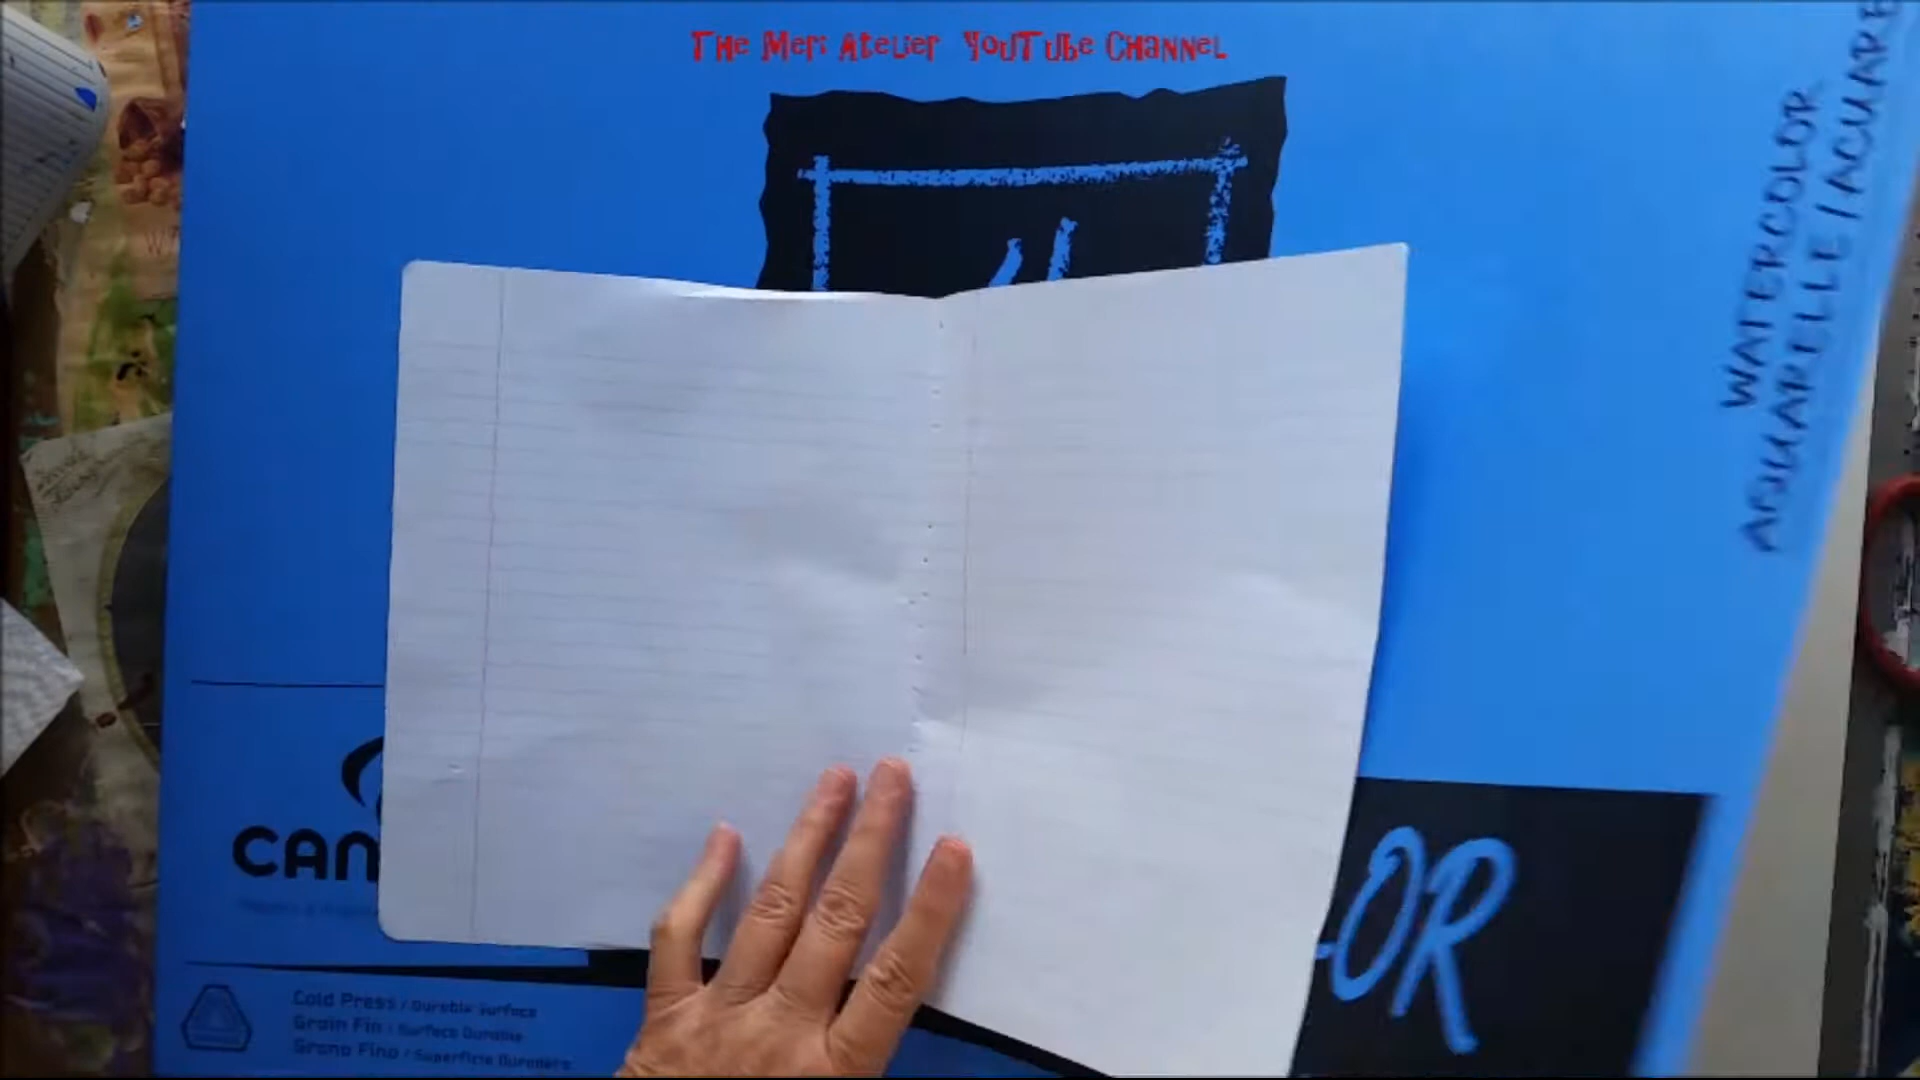 The Meri Atelier YouTube Channel
WATERCOLOR
AQUARELLE / ACUARE
CAN
OR
Cold Press / Durable Surface
Grain Fin / Surface Durable
Grano Fino / Superficie Duradera